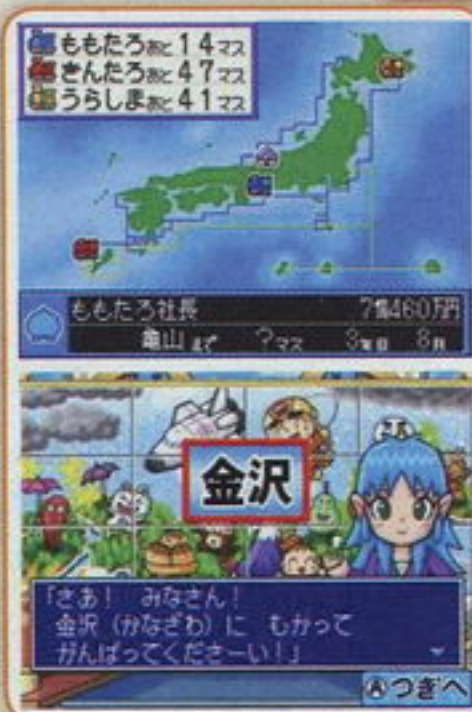 ももたろ あと14マス
きんたろ あと47マス
うらしま あと41マス
ももたろ社長 7億460万円
亀山まで ?マス 3年目 8月
金沢
「さあ! みなさん!
金沢(かなざわ)に むかって
がんばってくださーい!」
Ⓐつぎへ